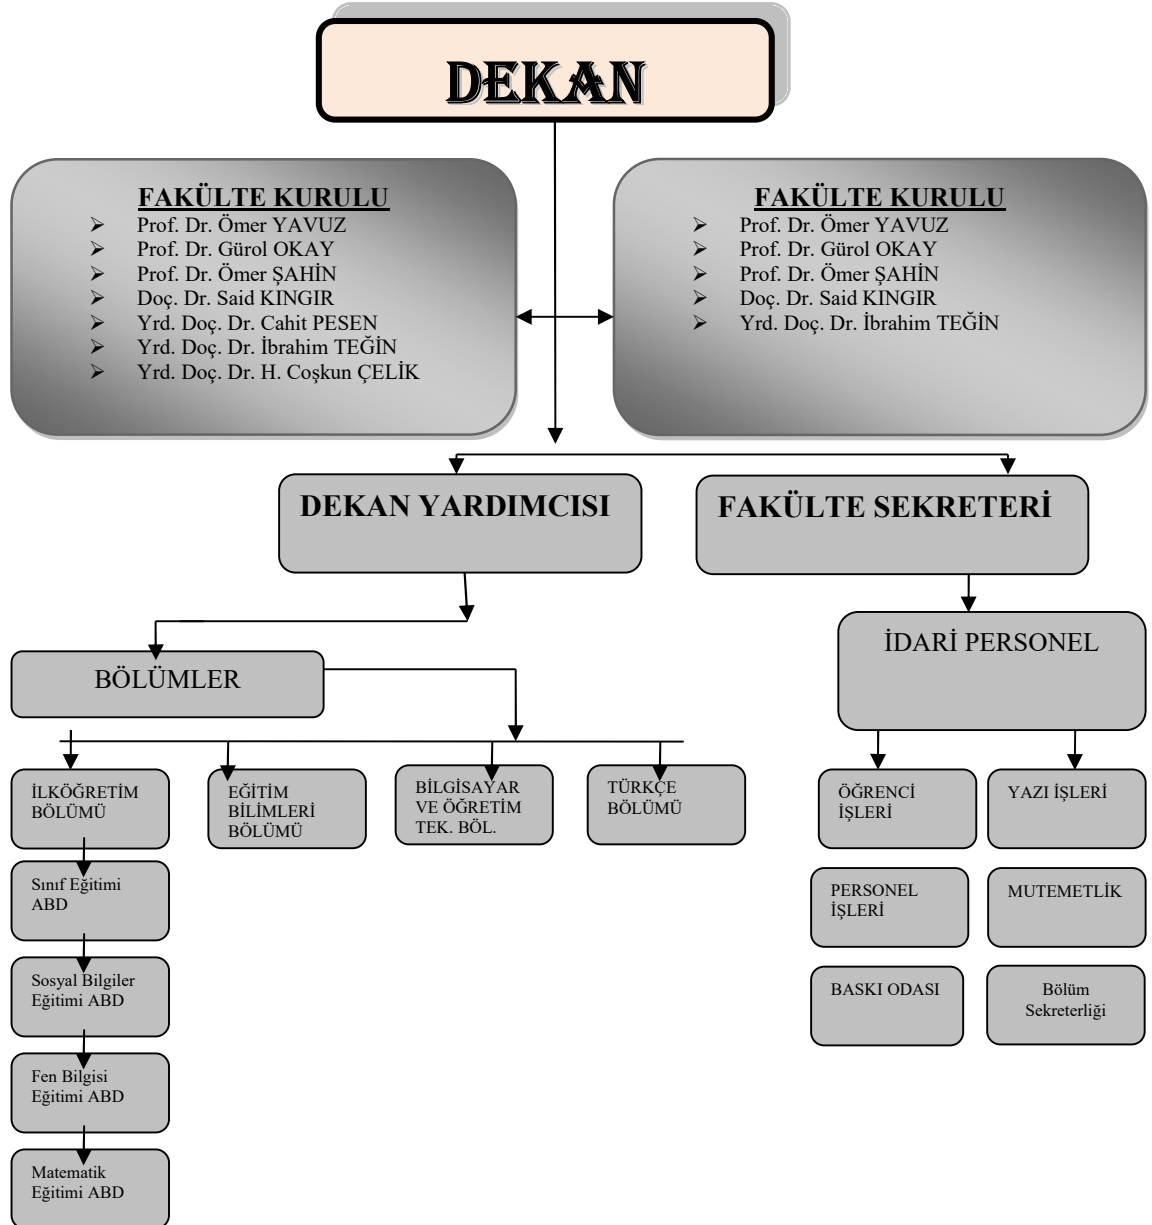 DEKAN
FAKÜLTE KURULU
Prof. Dr. Ömer YAVUZ
Prof. Dr. Gürol OKAY
Prof. Dr. Ömer ŞAHİN
Doç. Dr. Said KINGIR
Yrd. Doç. Dr. Cahit PESEN
Yrd. Doç. Dr. İbrahim TEĞİN
Yrd. Doç. Dr. H. Coşkun ÇELİK
FAKÜLTE KURULU
Prof. Dr. Ömer YAVUZ
Prof. Dr. Gürol OKAY
Prof. Dr. Ömer ŞAHİN
Doç. Dr. Said KINGIR
Yrd. Doç. Dr. İbrahim TEĞİN
DEKAN YARDIMCISI
FAKÜLTE SEKRETERİ
BÖLÜMLER
İDARİ PERSONEL
İLKÖĞRETİM
BÖLÜMÜ
EĞİTİM
BİLİMLERİ
BÖLÜMÜ
BİLGİSAYAR
VE ÖĞRETİM
TEK. BÖL.
TÜRKÇE
BÖLÜMÜ
ÖĞRENCİ
İŞLERİ
YAZI İŞLERİ
Sınıf Eğitimi
ABD
PERSONEL
İŞLERİ
MUTEMETLİK
Sosyal Bilgiler
Eğitimi ABD
BASKI ODASI
Bölüm
Sekreterliği
Fen Bilgisi
Eğitimi ABD
Matematik
Eğitimi ABD